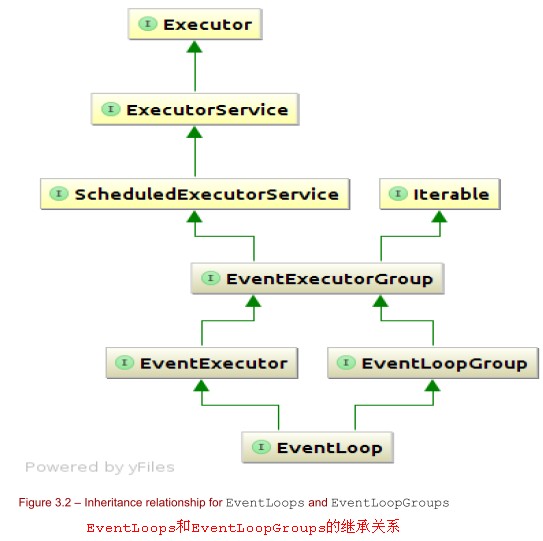 I Executor
I ExecutorService
I ScheduledExecutorService
I Iterable
I EventExecutorGroup
I EventExecutor
I EventLoopGroup
I EventLoop
Powered by yFiles
Figure 3.2 – Inheritance relationship for EventLoops and EventLoopGroups
EventLoops和EventLoopGroups的继承关系